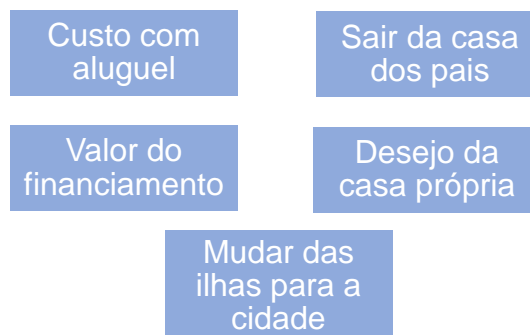 Custo com
aluguel
Sair da casa
dos pais
Valor do
financiamento
Desejo da
casa própria
Mudar das
ilhas para a
cidade